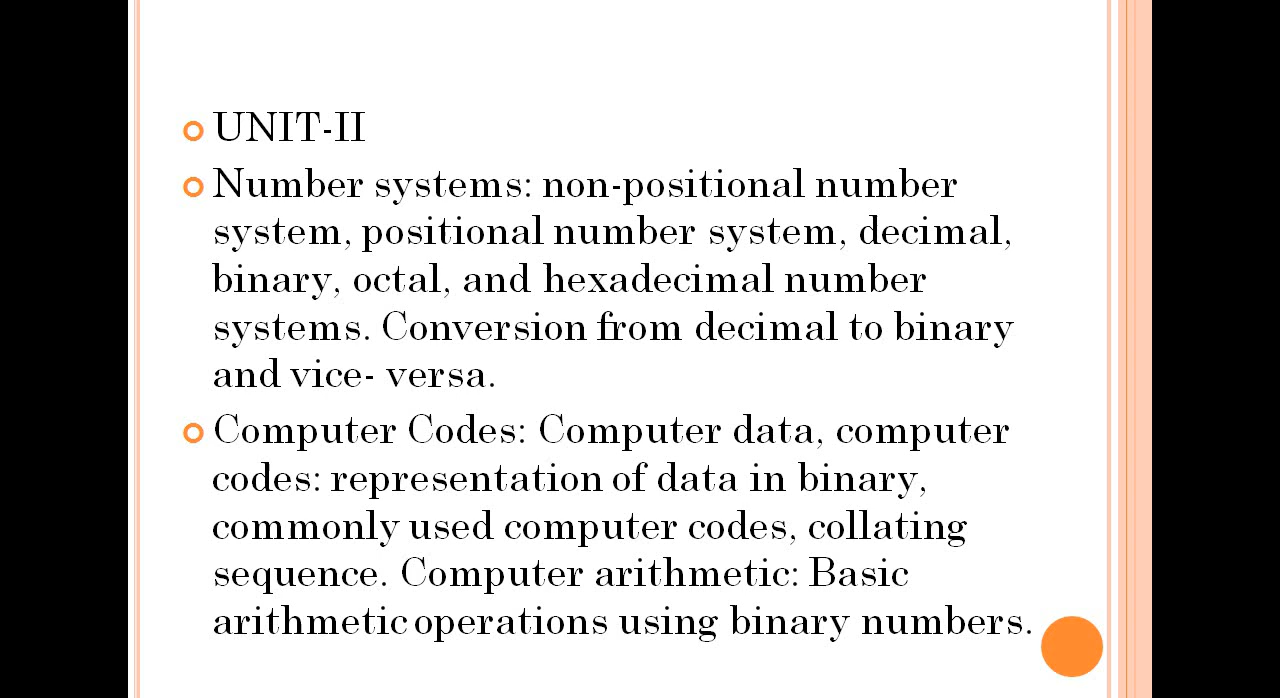 UNIT-II
Number systems: non-positional number
system, positional number system, decimal,
binary, octal, and hexadecimal number
systems. Conversion from decimal to binary
and vice- versa.
Computer Codes: Computer data, computer
codes: representation of data in binary,
commonly used computer codes, collating
sequence. Computer arithmetic: Basic
arithmetic operations using binary numbers.